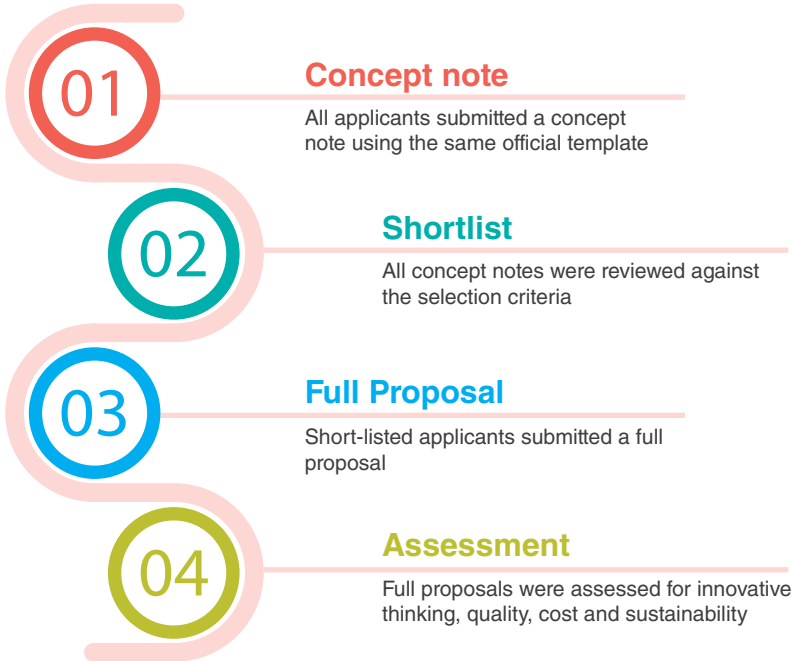 01
Concept note
All applicants submitted a concept
note using the same official template
02
Shortlist
All concept notes were reviewed against
the selection criteria
03
Full Proposal
Short-listed applicants submitted a full
proposal
04
Assessment
Full proposals were assessed for innovative
thinking, quality, cost and sustainability